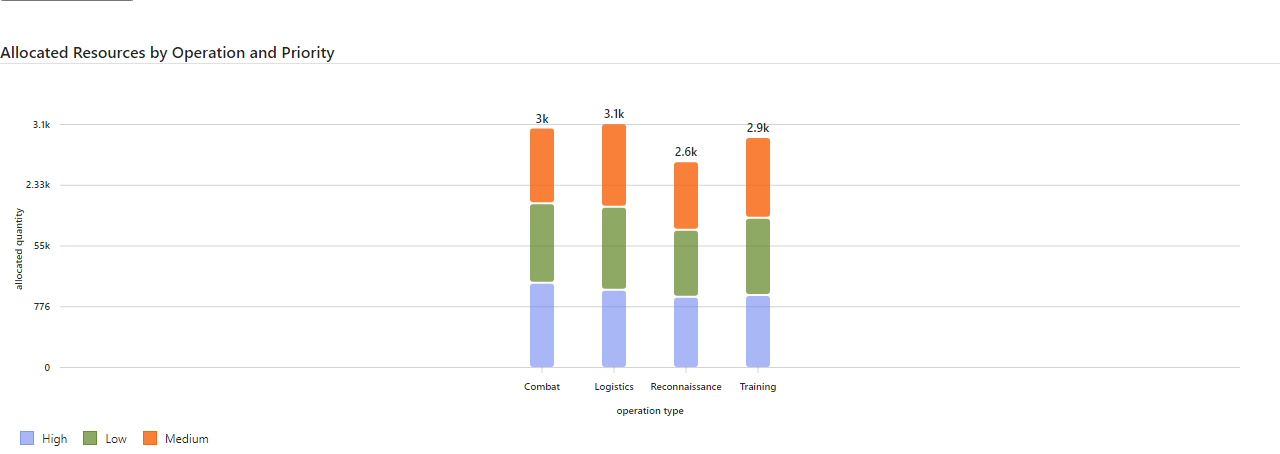 Allocated Resources by Operation and Priority
3k
3.1k
2.6k
2.9k
3.1k
2.33k
55k
776
0
allocated quantity
Combat
Logistics
Reconnaissance
Training
operation type
High
Low
Medium